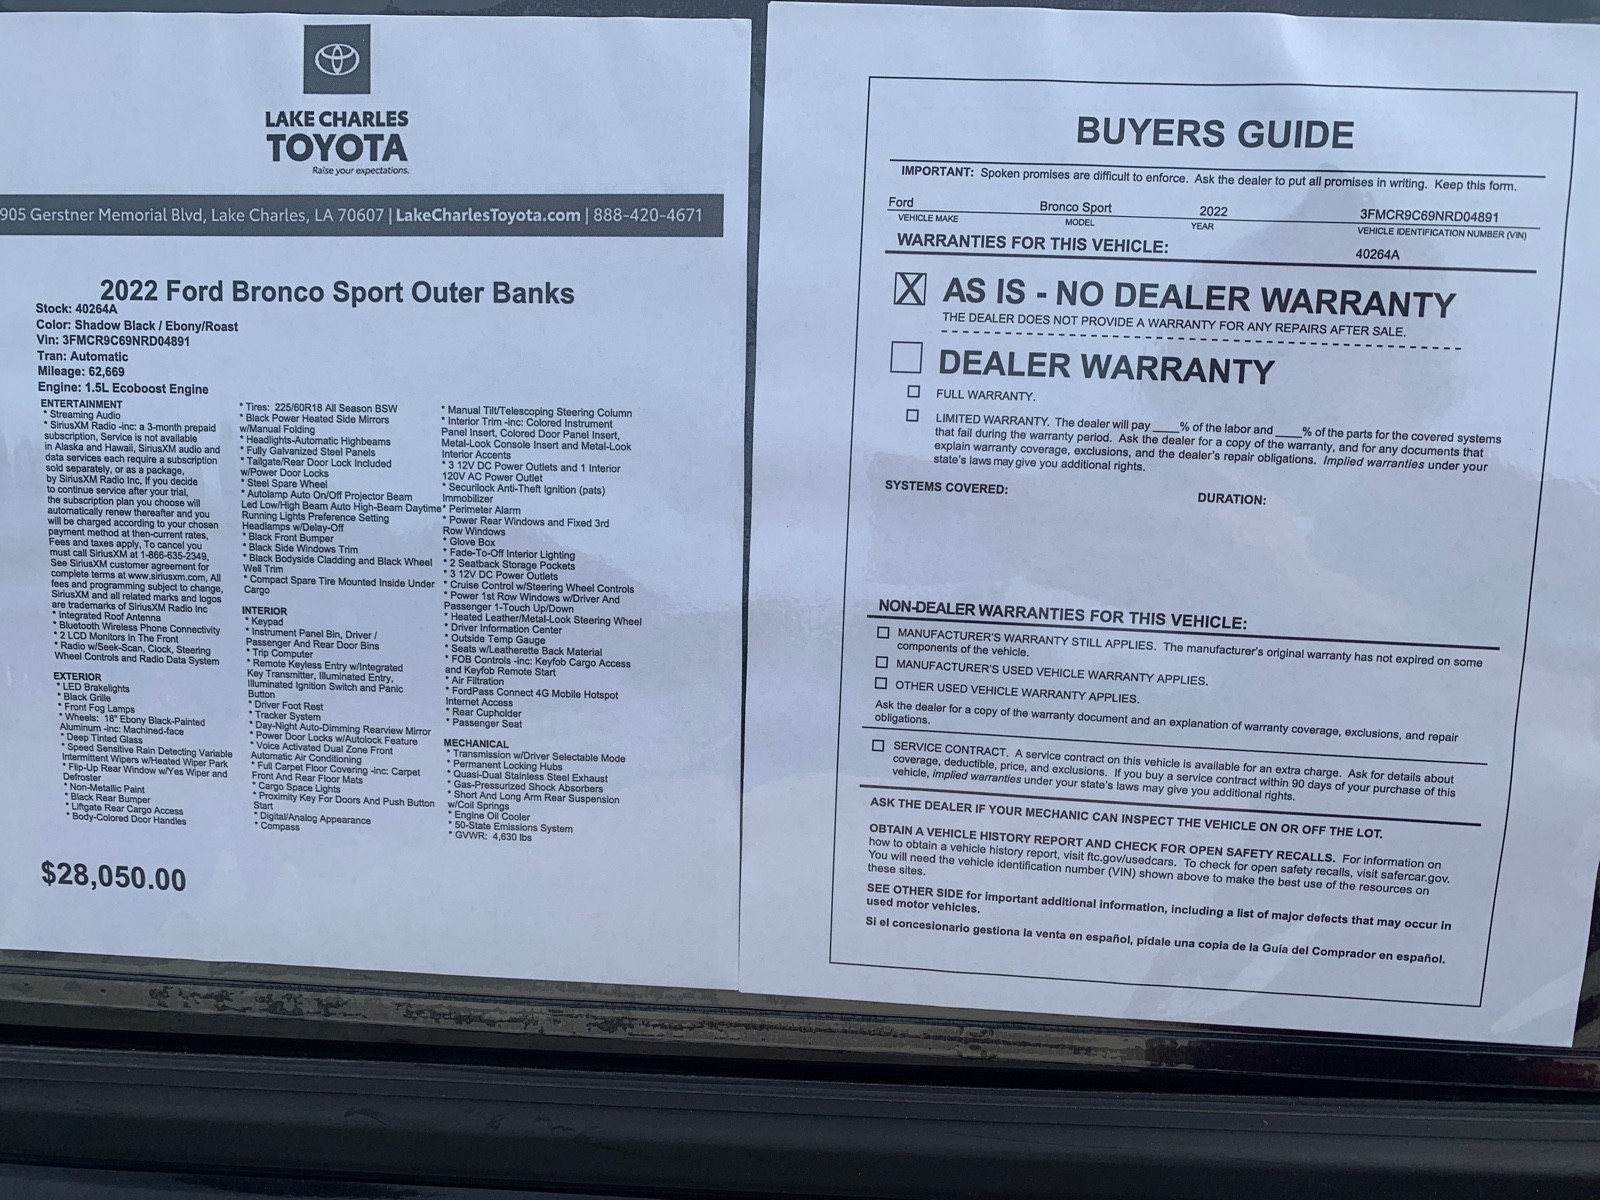 LAKE CHARLES
TOYOTA
Raise your expectations.
905 Gerstner Memorial Blvd, Lake Charles, LA 70607 | LakeCharlesToyota.com | 888-420-4671
2022 Ford Bronco Sport Outer Banks
Stock: 40264A
Color: Shadow Black / Ebony/Roast
Vin: 3FMCR9C69NRD04891
Tran: Automatic
Mileage: 62,669
Engine: 1.5L Ecoboost Engine
ENTERTAINMENT
* Streaming Audio
* SiriusXM Radio -inc: a 3-month prepaid
subscription, Service is not available
in Alaska and Hawaii, SiriusXM audio and
data services each require a subscription
sold separately, or as a package,
by SiriusXM Radio Inc, If you decide
to continue service after your trial,
the subscription plan you choose will
automatically renew thereafter and you
will be charged according to your chosen
payment method at then-current rates,
Fees and taxes apply, To cancel you
must call SiriusXM at 1-866-635-2349,
See SiriusXM customer agreement for
complete terms at www.siriusxm.com, All
fees and programming subject to change,
SiriusXM and all related marks and logos
are trademarks of SiriusXM Radio Inc
* Integrated Roof Antenna
* Bluetooth Wireless Phone Connectivity
* 2 LCD Monitors In The Front
* Radio w/Seek-Scan, Clock, Steering
Wheel Controls and Radio Data System
EXTERIOR
* LED Brakelights
* Black Grille
* Front Fog Lamps
* Wheels: 18" Ebony Black-Painted
Aluminum -inc: Machined-face
* Deep Tinted Glass
* Speed Sensitive Rain Detecting Variable
Intermittent Wipers w/Heated Wiper Park
* Flip-Up Rear Window w/Yes Wiper and
Defroster
* Non-Metallic Paint
* Black Rear Bumper
* Liftgate Rear Cargo Access
* Body-Colored Door Handles
* Tires: 225/60R18 All Season BSW
* Black Power Heated Side Mirrors
w/Manual Folding
* Headlights-Automatic Highbeams
* Fully Galvanized Steel Panels
* Tailgate/Rear Door Lock Included
w/Power Door Locks
* Steel Spare Wheel
* Autolamp Auto On/Off Projector Beam
Led Low/High Beam Auto High-Beam Daytime
Running Lights Preference Setting
Headlamps w/Delay-Off
* Black Front Bumper
* Black Side Windows Trim
* Black Bodyside Cladding and Black Wheel
Well Trim
* Compact Spare Tire Mounted Inside Under
Cargo
INTERIOR
* Keypad
* Instrument Panel Bin, Driver /
Passenger And Rear Door Bins
* Trip Computer
* Remote Keyless Entry w/Integrated
Key Transmitter, Illuminated Entry,
Illuminated Ignition Switch and Panic
Button
* Driver Foot Rest
* Tracker System
* Day-Night Auto-Dimming Rearview Mirror
* Power Door Locks w/Autolock Feature
* Voice Activated Dual Zone Front
Automatic Air Conditioning
* Full Carpet Floor Covering -inc: Carpet
Front And Rear Floor Mats
* Cargo Space Lights
* Proximity Key For Doors And Push Button
Start
* Digital/Analog Appearance
* Compass
* Manual Tilt/Telescoping Steering Column
* Interior Trim -inc: Colored Instrument
Panel Insert, Colored Door Panel Insert,
Metal-Look Console Insert and Metal-Look
Interior Accents
* 3 12V DC Power Outlets and 1 Interior
120V AC Power Outlet
* Securilock Anti-Theft Ignition (pats)
Immobilizer
* Perimeter Alarm
* Power Rear Windows and Fixed 3rd
Row Windows
* Glove Box
* Fade-To-Off Interior Lighting
* 2 Seatback Storage Pockets
* 3 12V DC Power Outlets
* Cruise Control w/Steering Wheel Controls
* Power 1st Row Windows w/Driver And
Passenger 1-Touch Up/Down
* Heated Leather/Metal-Look Steering Wheel
* Driver Information Center
* Outside Temp Gauge
* Seats w/Leatherette Back Material
* FOB Controls -inc: Keyfob Cargo Access
and Keyfob Remote Start
* Air Filtration
* FordPass Connect 4G Mobile Hotspot
Internet Access
* Rear Cupholder
* Passenger Seat
MECHANICAL
* Transmission w/Driver Selectable Mode
* Permanent Locking Hubs
* Quasi-Dual Stainless Steel Exhaust
* Gas-Pressurized Shock Absorbers
* Short And Long Arm Rear Suspension
w/Coil Springs
* Engine Oil Cooler
* 50-State Emissions System
* GVWR: 4,630 lbs
$28,050.00
BUYERS GUIDE
IMPORTANT: Spoken promises are difficult to enforce. Ask the dealer to put all promises in writing. Keep this form.
Ford Bronco Sport 2022 3FMCR9C69NRD04891
VEHICLE MAKE MODEL YEAR VEHICLE IDENTIFICATION NUMBER (VIN)
WARRANTIES FOR THIS VEHICLE: 40264A
X AS IS - NO DEALER WARRANTY
THE DEALER DOES NOT PROVIDE A WARRANTY FOR ANY REPAIRS AFTER SALE.
DEALER WARRANTY
FULL WARRANTY.
LIMITED WARRANTY. The dealer will pay ____% of the labor and ____% of the parts for the covered systems
that fail during the warranty period. Ask the dealer for a copy of the warranty, and for any documents that
explain warranty coverage, exclusions, and the dealer's repair obligations. Implied warranties under your
state's laws may give you additional rights.
SYSTEMS COVERED: DURATION:
NON-DEALER WARRANTIES FOR THIS VEHICLE:
MANUFACTURER'S WARRANTY STILL APPLIES. The manufacturer's original warranty has not expired on some
components of the vehicle.
MANUFACTURER'S USED VEHICLE WARRANTY APPLIES.
OTHER USED VEHICLE WARRANTY APPLIES.
Ask the dealer for a copy of the warranty document and an explanation of warranty coverage, exclusions, and repair
obligations.
SERVICE CONTRACT. A service contract on this vehicle is available for an extra charge. Ask for details about
coverage, deductible, price, and exclusions. If you buy a service contract within 90 days of your purchase of this
vehicle, implied warranties under your state's laws may give you additional rights.
ASK THE DEALER IF YOUR MECHANIC CAN INSPECT THE VEHICLE ON OR OFF THE LOT.
OBTAIN A VEHICLE HISTORY REPORT AND CHECK FOR OPEN SAFETY RECALLS. For information on
how to obtain a vehicle history report, visit ftc.gov/usedcars. To check for open safety recalls, visit safercar.gov.
You will need the vehicle identification number (VIN) shown above to make the best use of the resources on
these sites.
SEE OTHER SIDE for important additional information, including a list of major defects that may occur in
used motor vehicles.
Si el concesionario gestiona la venta en español, pídale una copia de la Guía del Comprador en español.